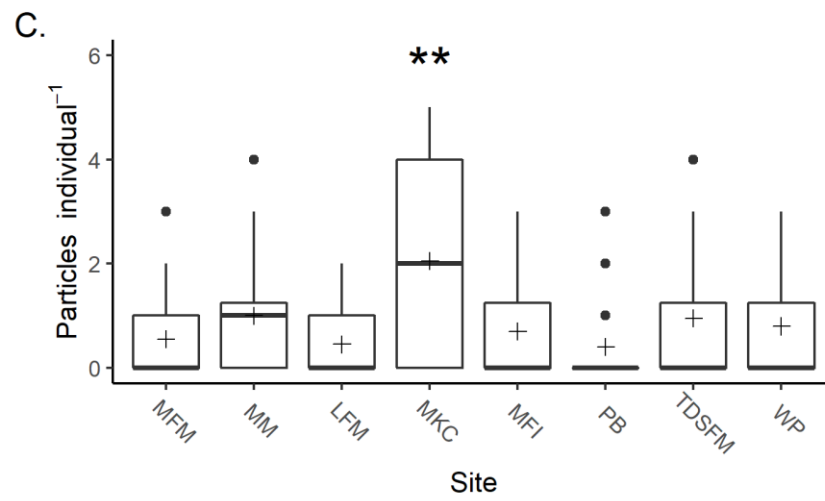 C.
Particles individual⁻¹
6
**
4
2
0
MFM MM LFM MKC MFI PB TDSFM WP
Site